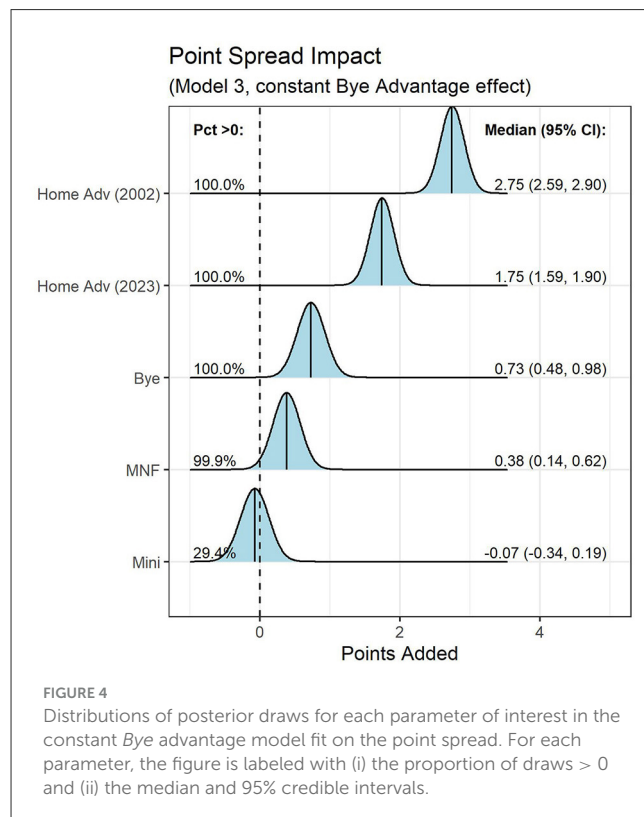 Point Spread Impact
(Model 3, constant Bye Advantage effect)
Pct >0: Median (95% CI):
Home Adv (2002) 100.0% 2.75 (2.59, 2.90)
Home Adv (2023) 100.0% 1.75 (1.59, 1.90)
Bye 100.0% 0.73 (0.48, 0.98)
MNF 99.9% 0.38 (0.14, 0.62)
Mini 29.4% -0.07 (-0.34, 0.19)
0 2 4
Points Added
FIGURE 4
Distributions of posterior draws for each parameter of interest in the
constant Bye advantage model fit on the point spread. For each
parameter, the figure is labeled with (i) the proportion of draws > 0
and (ii) the median and 95% credible intervals.